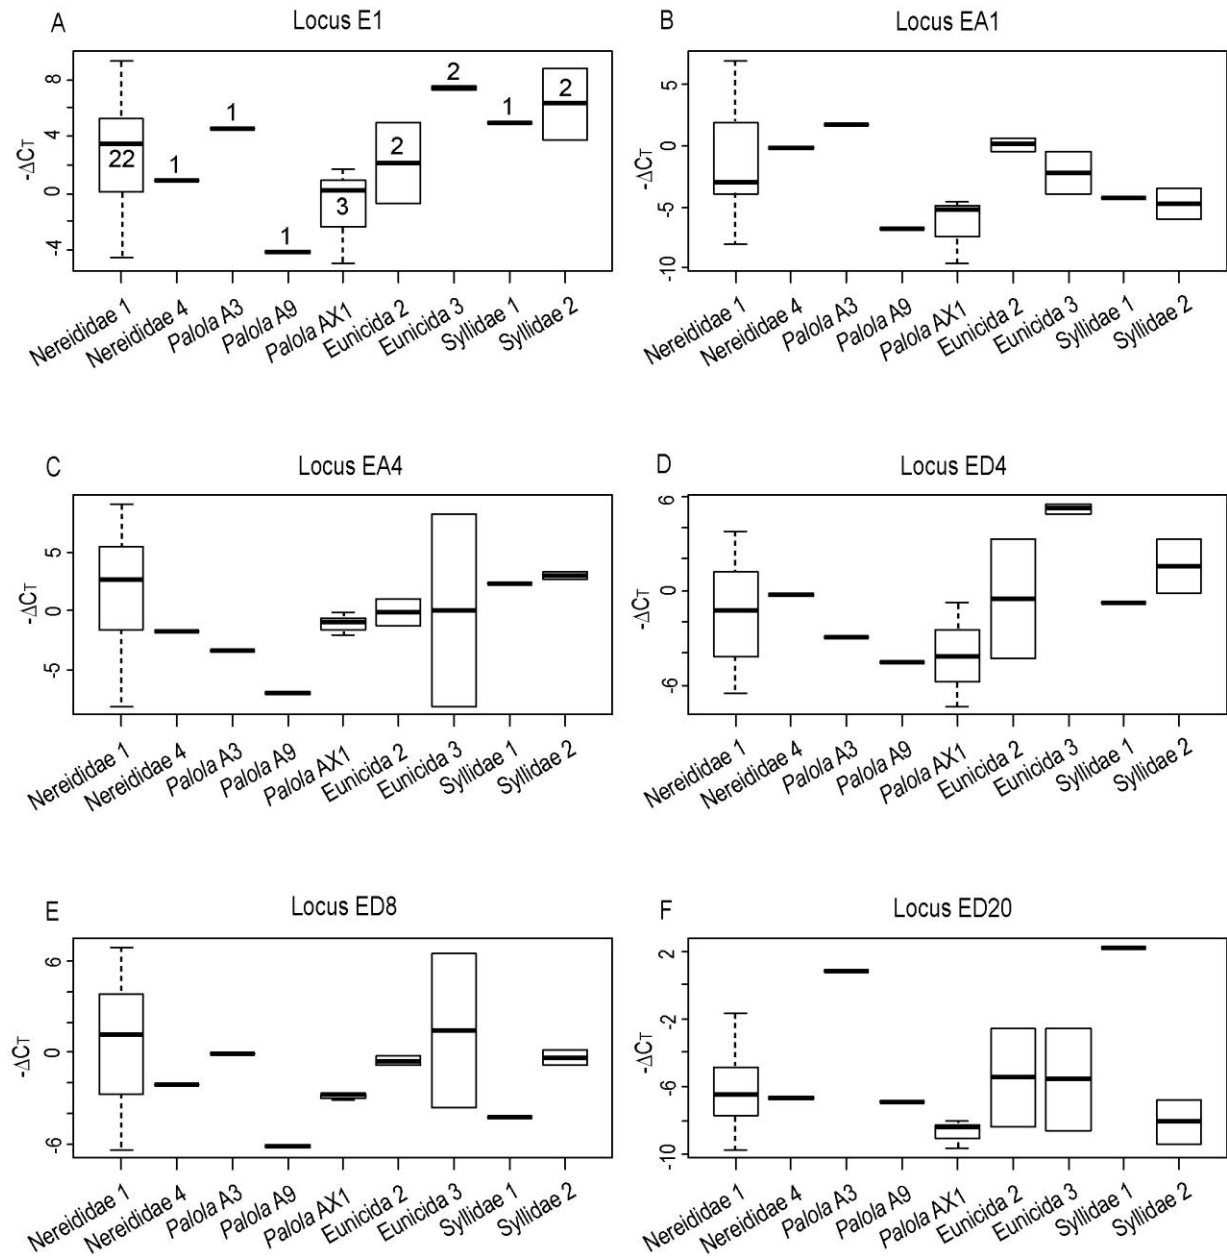 A Locus E1
-ΔCT
8
4
0
-4
22
1
1
1
3
2
2
1
2
Nereididae 1
Nereididae 4
Palola A3
Palola A9
Palola AX1
Eunicida 2
Eunicida 3
Syllidae 1
Syllidae 2
B Locus EA1
5
0
-5
-10
Nereididae 1
Nereididae 4
Palola A3
Palola A9
Palola AX1
Eunicida 2
Eunicida 3
Syllidae 1
Syllidae 2
C Locus EA4
-ΔCT
5
0
-5
Nereididae 1
Nereididae 4
Palola A3
Palola A9
Palola AX1
Eunicida 2
Eunicida 3
Syllidae 1
Syllidae 2
D Locus ED4
6
0
-6
Nereididae 1
Nereididae 4
Palola A3
Palola A9
Palola AX1
Eunicida 2
Eunicida 3
Syllidae 1
Syllidae 2
E Locus ED8
-ΔCT
6
0
-6
Nereididae 1
Nereididae 4
Palola A3
Palola A9
Palola AX1
Eunicida 2
Eunicida 3
Syllidae 1
Syllidae 2
F Locus ED20
2
-2
-6
-10
Nereididae 1
Nereididae 4
Palola A3
Palola A9
Palola AX1
Eunicida 2
Eunicida 3
Syllidae 1
Syllidae 2